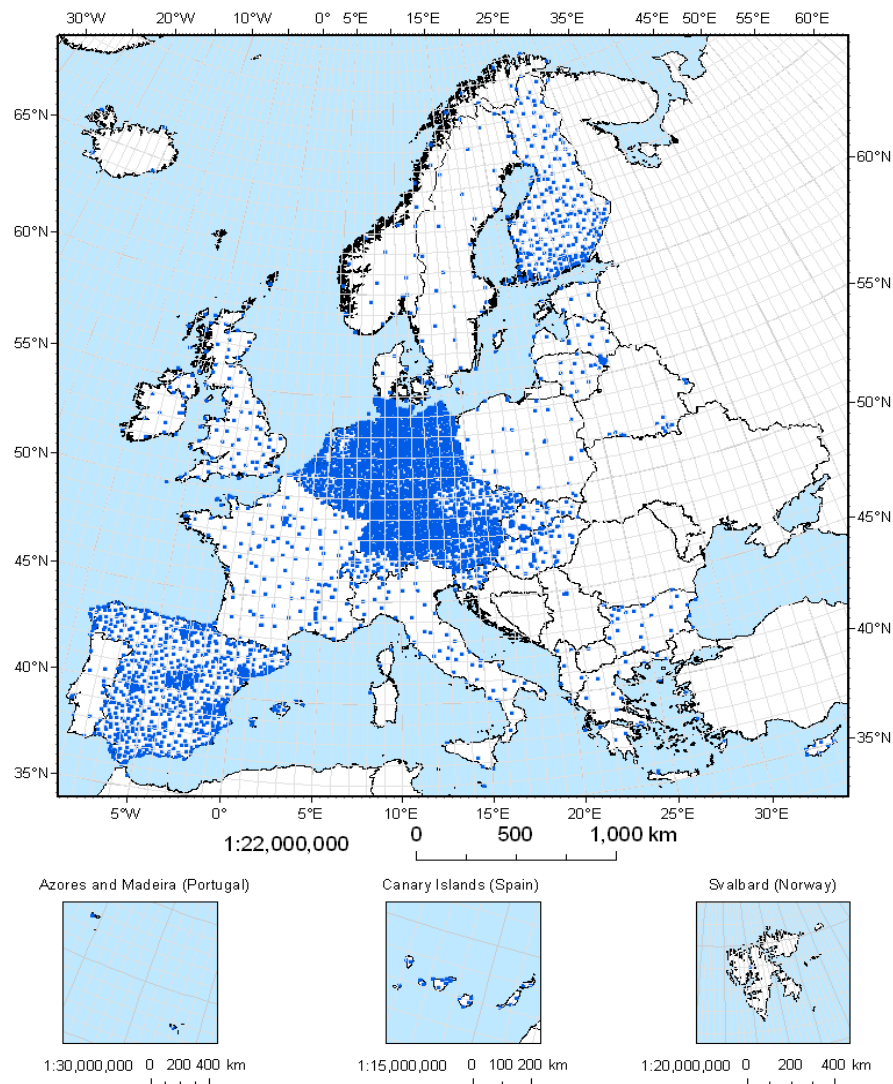 30°W 20°W 10°W 0° 5°E 10°E 15°E 20°E 25°E 30°E 35°E 45°E 50°E 55°E 60°E
65°N
60°N
60°N
55°N
55°N
50°N
50°N
45°N
45°N
40°N
40°N
35°N
35°N
5°W 0° 5°E 10°E 15°E 20°E 25°E 30°E
1:22,000,000 0 500 1,000 km
Azores and Madeira (Portugal) Canary Islands (Spain) Svalbard (Norway)
1:30,000,000 0 200 400 km 1:15,000,000 0 100 200 km 1:20,000,000 0 200 400 km